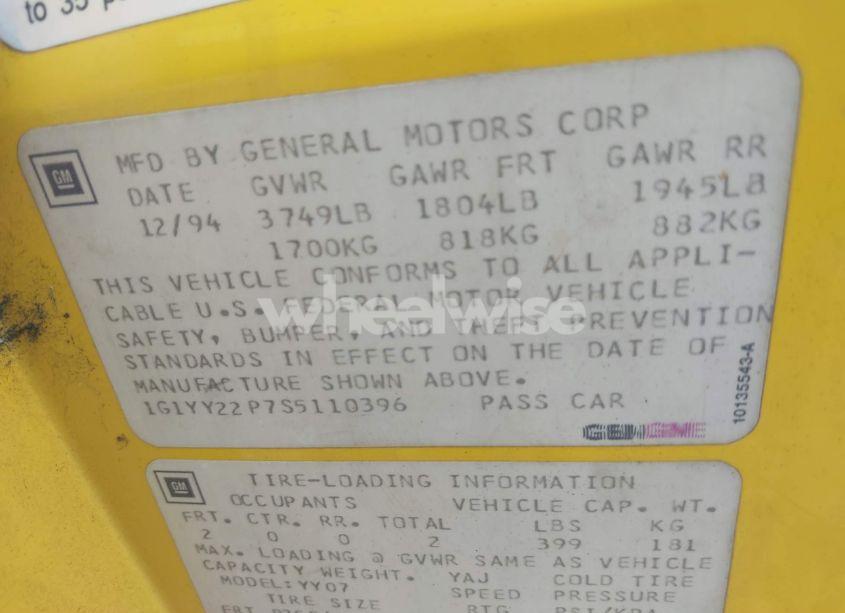 to 35 p
MFD BY GENERAL MOTORS CORP
GM
DATE GVWR GAWR FRT GAWR RR
12/94 3749LB 1804LB 1945LB
1700KG 818KG 882KG
THIS VEHICLE CONFORMS TO ALL APPLI-
CABLE U.S. FEDERAL MOTOR VEHICLE
SAFETY, BUMPER, AND THEFT PREVENTION
STANDARDS IN EFFECT ON THE DATE OF
MANUFACTURE SHOWN ABOVE.
1G1YY22P7S5110396 PASS CAR
10135543-A
wheelwise
GM
TIRE-LOADING INFORMATION
OCCUPANTS VEHICLE CAP. WT.
FRT. CTR. RR. TOTAL LBS KG
2 0 0 2 399 181
MAX. LOADING @ GVWR SAME AS VEHICLE
CAPACITY WEIGHT. YAJ COLD TIRE
MODEL:YY07 SPEED PRESSURE
TIRE SIZE RTG PSI/KPA
FRT